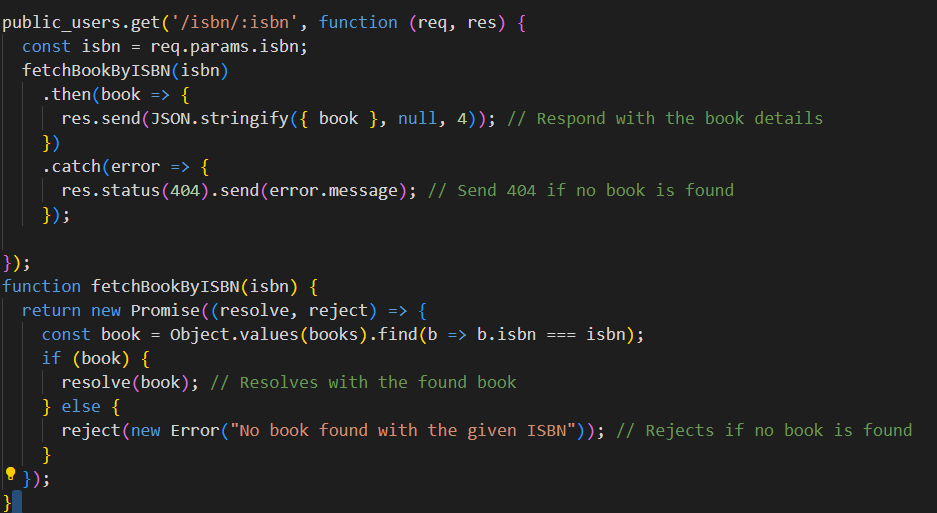 public_users.get('/isbn/:isbn', function (req, res) {
  const isbn = req.params.isbn;
  fetchBookByISBN(isbn)
    .then(book => {
      res.send(JSON.stringify({ book }, null, 4)); // Respond with the book details
    })
    .catch(error => {
      res.status(404).send(error.message); // Send 404 if no book is found
    });

});
function fetchBookByISBN(isbn) {
  return new Promise((resolve, reject) => {
    const book = Object.values(books).find(b => b.isbn === isbn);
    if (book) {
      resolve(book); // Resolves with the found book
    } else {
      reject(new Error("No book found with the given ISBN")); // Rejects if no book is found
    }
  });
}